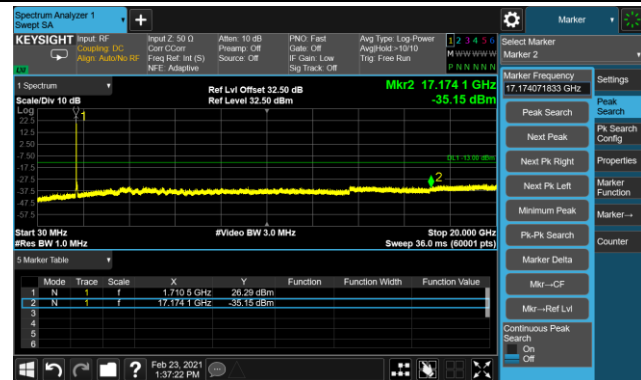 Spectrum Analyzer 1
Swept SA
Marker
KEYSIGHT
Input: RF
Coupling: DC
Align: Auto/No RF
Input Z: 50 Ω
Corr CCorr
Freq Ref: Int (S)
NFE: Adaptive
Atten: 10 dB
Preamp: Off
Source: Off
PNO: Fast
Gate: Off
IF Gain: Low
Sig Track: Off
Avg Type: Log-Power
Avg|Hold:>10/10
Trig: Free Run
1 2 3 4 5 6
M W W W W W
P N N N N N
LXI
Select Marker
Marker 2
1 Spectrum
Scale/Div 10 dB
Ref Lvl Offset 32.50 dB
Ref Level 32.50 dBm
Mkr2 17.174 1 GHz
-35.15 dBm
Log
22.5
12.5
2.50
-7.50
-17.5
-27.5
-37.5
-47.5
-57.5
1
DL1 -13.00 dBm
2
Start 30 MHz
#Res BW 1.0 MHz
#Video BW 3.0 MHz
Stop 20.000 GHz
Sweep 36.0 ms (60001 pts)
5 Marker Table
Mode Trace Scale X Y Function Function Width Function Value
1 N 1 f 1.710 5 GHz 26.29 dBm
2 N 1 f 17.174 1 GHz -35.15 dBm
3
4
5
6
Marker Frequency
17.174071833 GHz
Peak Search
Next Peak
Next Pk Right
Next Pk Left
Minimum Peak
Pk-Pk Search
Marker Delta
Mkr→CF
Mkr→Ref Lvl
Continuous Peak
Search
On
Off
Settings
Peak
Search
Pk Search
Config
Properties
Marker
Function
Marker→
Counter
?
Feb 23, 2021
1:37:22 PM